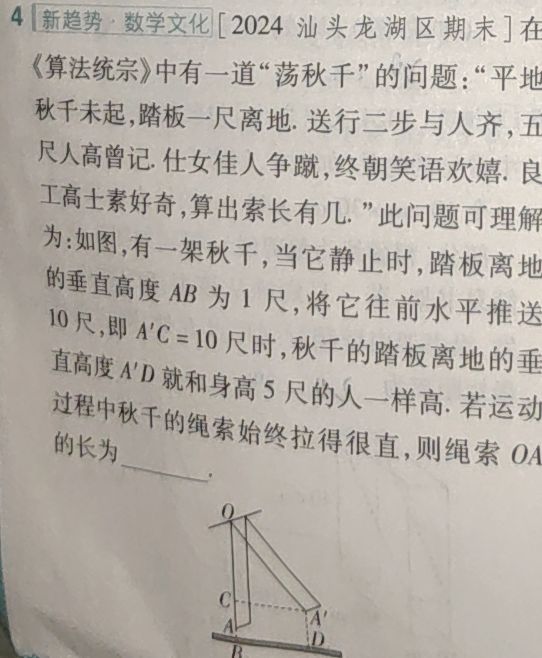 4 新趋势·数学文化 [2024 汕头龙湖区期末] 在
《算法统宗》中有一道“荡秋千”的问题：“平地
秋千未起,踏板一尺离地. 送行二步与人齐,五
尺人高曾记. 仕女佳人争蹴,终朝笑语欢嬉. 良
工高士素好奇,算出索长有几.”此问题可理解
为:如图,有一架秋千,当它静止时,踏板离地
的垂直高度 AB 为 1 尺,将它往前水平推送
10 尺,即 A'C = 10 尺时,秋千的踏板离地的垂
直高度 A'D 就和身高 5 尺的人一样高. 若运动
过程中秋千的绳索始终拉得很直,则绳索 OA
的长为______.
O
C
A'
A
D
B